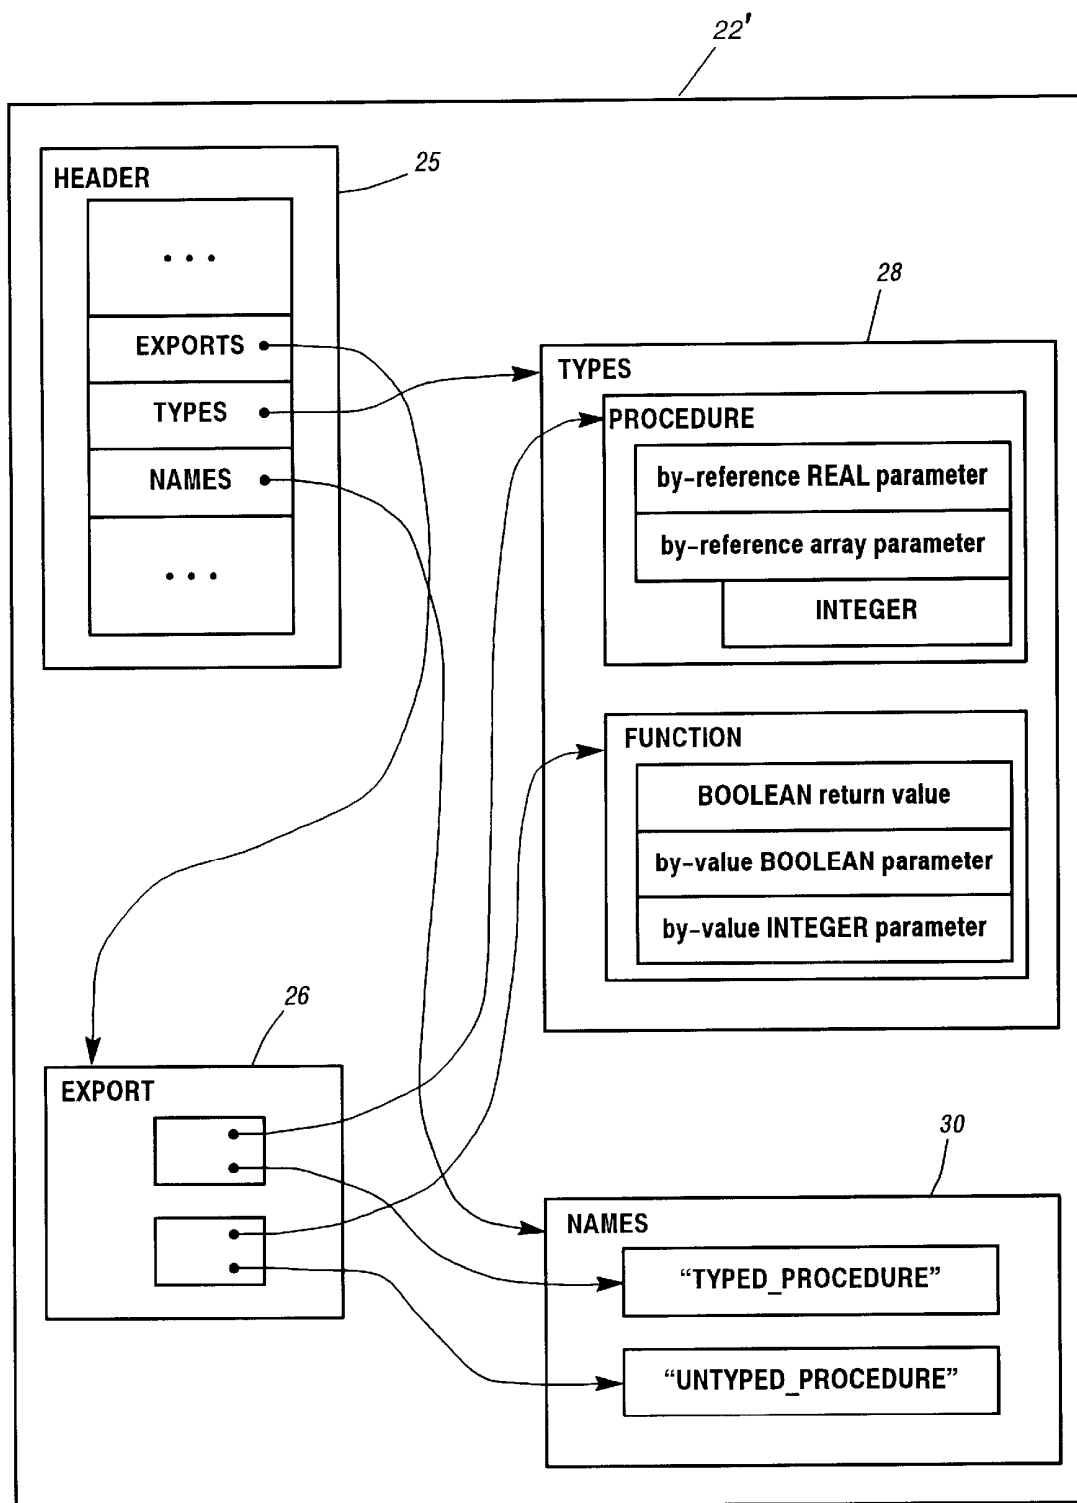 22'
25
HEADER
• • •
EXPORTS
TYPES
NAMES
• • •
28
TYPES
PROCEDURE
by-reference REAL parameter
by-reference array parameter
INTEGER
FUNCTION
BOOLEAN return value
by-value BOOLEAN parameter
by-value INTEGER parameter
26
EXPORT
30
NAMES
“TYPED_PROCEDURE”
“UNTYPED_PROCEDURE”